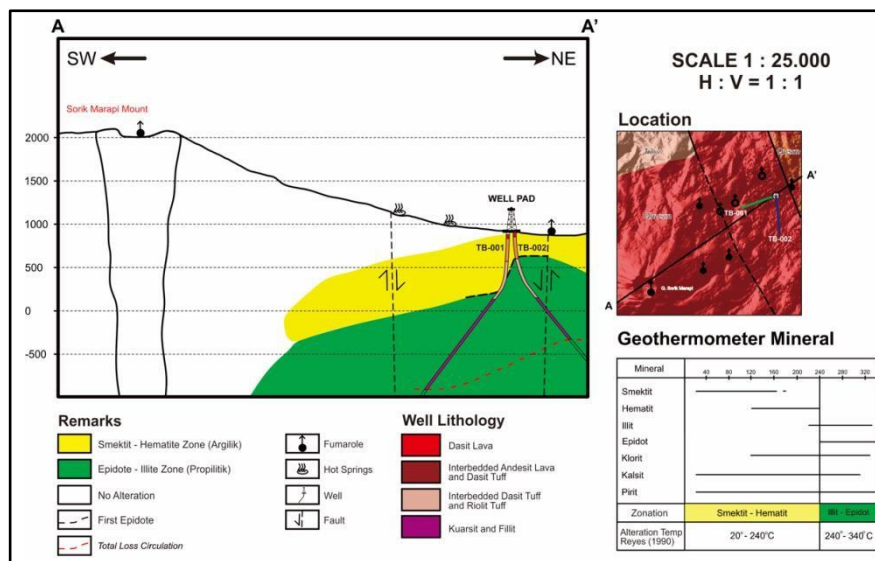 A
A'
SW
NE
Sorik Marapi Mount
2000
1500
1000
500
0
-500
WELL PAD
TB-001
TB-002
SCALE 1 : 25.000
H : V = 1 : 1
Location
A'
TB-001
TB-002
G. Sorik Marapi
A
Geothermometer Mineral
Mineral
40 80 120 160 200 240 280 320
Smektit
Hematit
Illit
Epidot
Klorit
Kalsit
Pirit
Zonation
Smektit - Hematit
Illit - Epidot
Alteration Temp
Reyes (1990)
20°- 240°C
240°- 340°C
Remarks
Smektit - Hematite Zone (Argilik)
Epidote - Illite Zone (Propilitik)
No Alteration
First Epidote
Total Loss Circulation
Fumarole
Hot Springs
Well
Fault
Well Lithology
Dasit Lava
Interbedded Andesit Lava
and Dasit Tuff
Interbedded Dasit Tuff
and Riolit Tuff
Kuarsit and Fillit